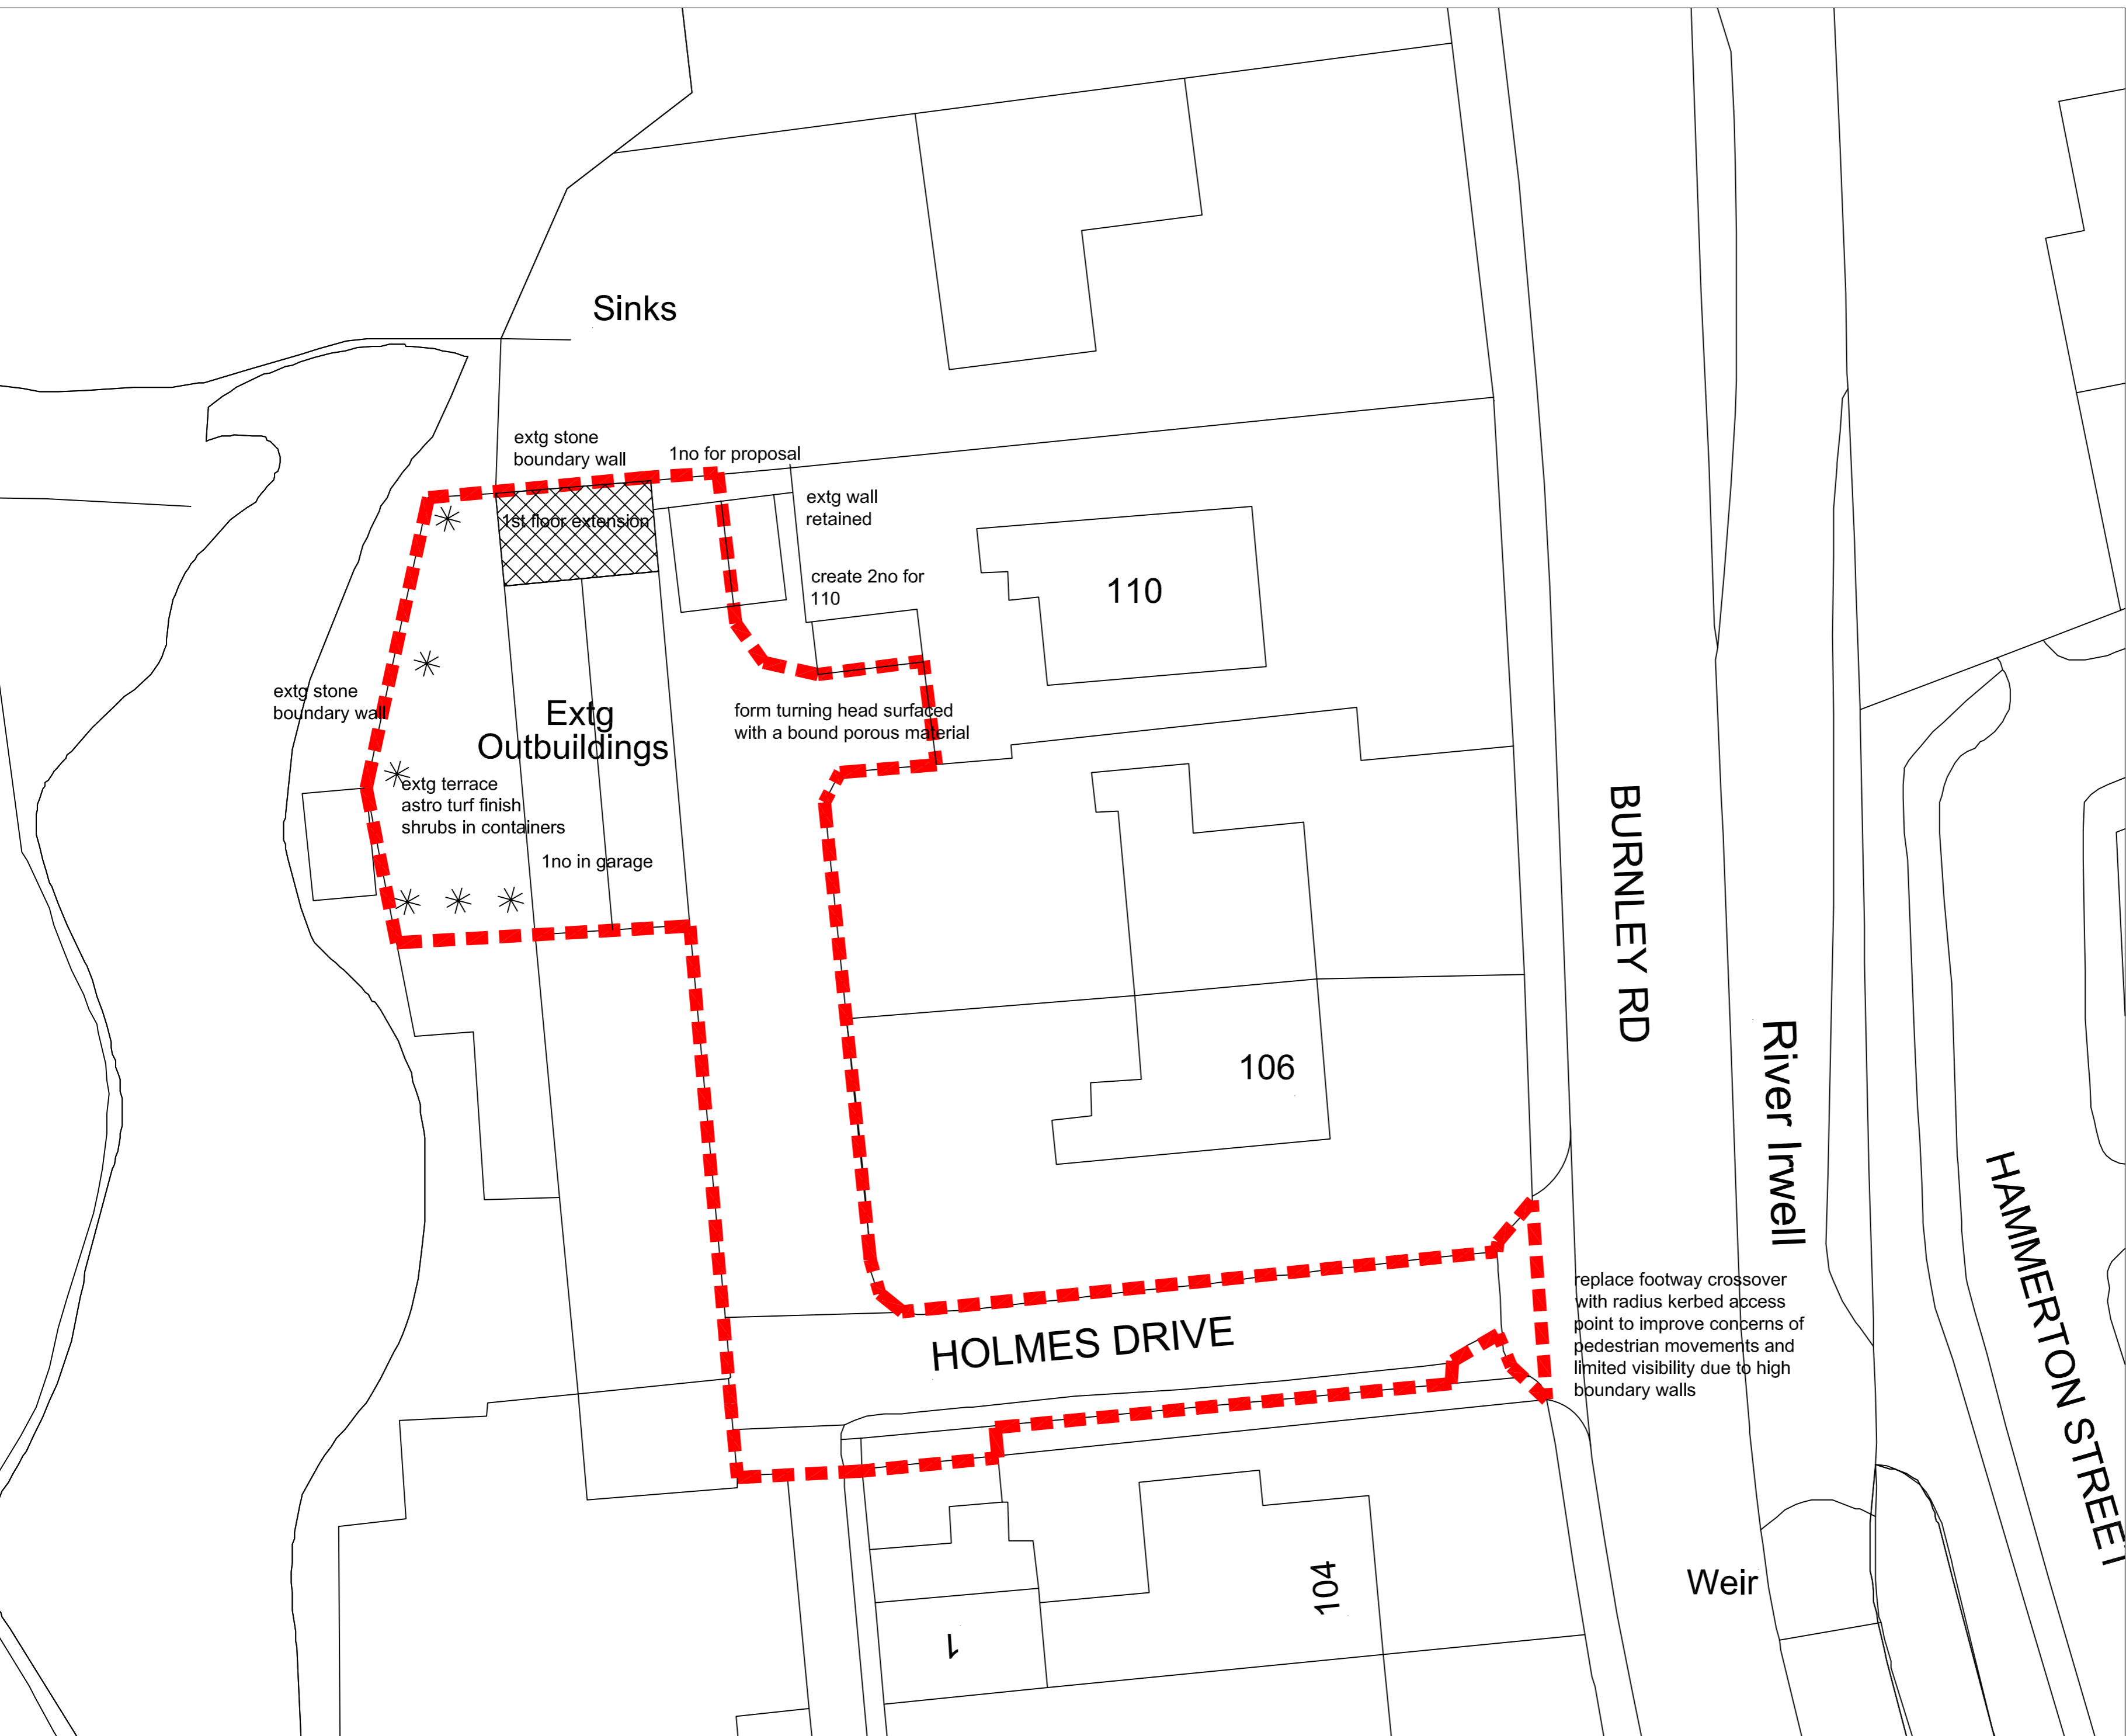 Sinks
extg stone
boundary wall
1no for proposal
extg wall
retained
1st floor extension
create 2no for
110
110
extg stone
boundary wall
Extg
Outbuildings
form turning head surfaced
with a bound porous material
extg terrace
astro turf finish
shrubs in containers
1no in garage
BURNLEY RD
River Irwell
106
HAMMERTON STREET
replace footway crossover
with radius kerbed access
point to improve concerns of
pedestrian movements and
limited visibility due to high
boundary walls
HOLMES DRIVE
104
Weir
1